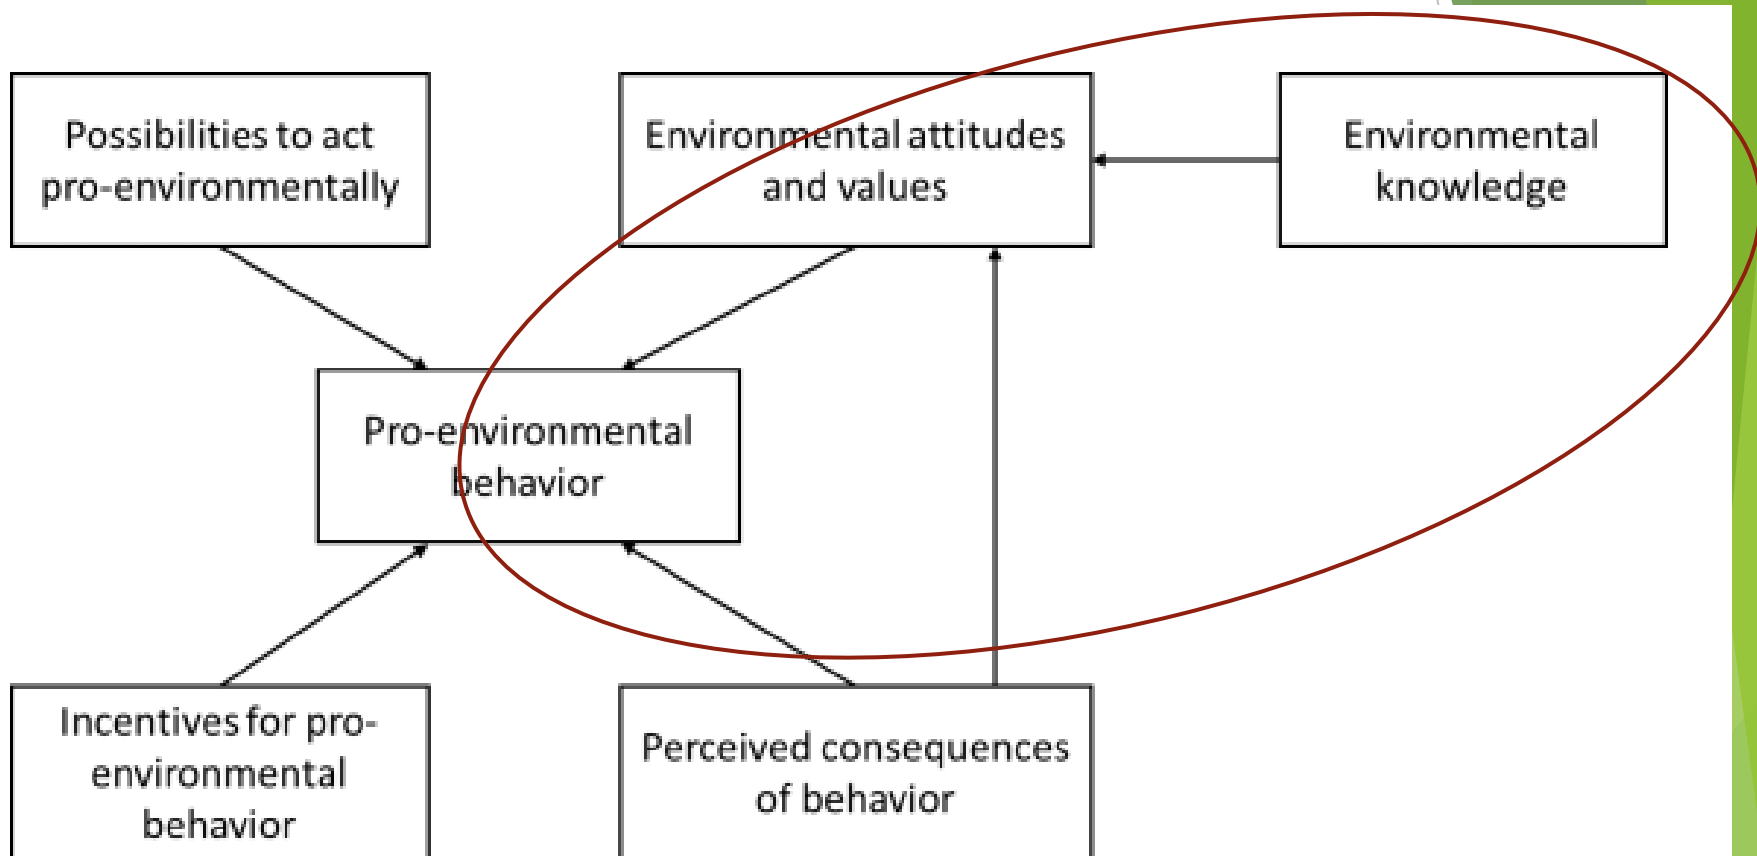 Possibilities to act
pro-environmentally
Environmental attitudes
and values
Environmental
knowledge
Pro-environmental
behavior
Incentives for pro-
environmental
behavior
Perceived consequences
of behavior